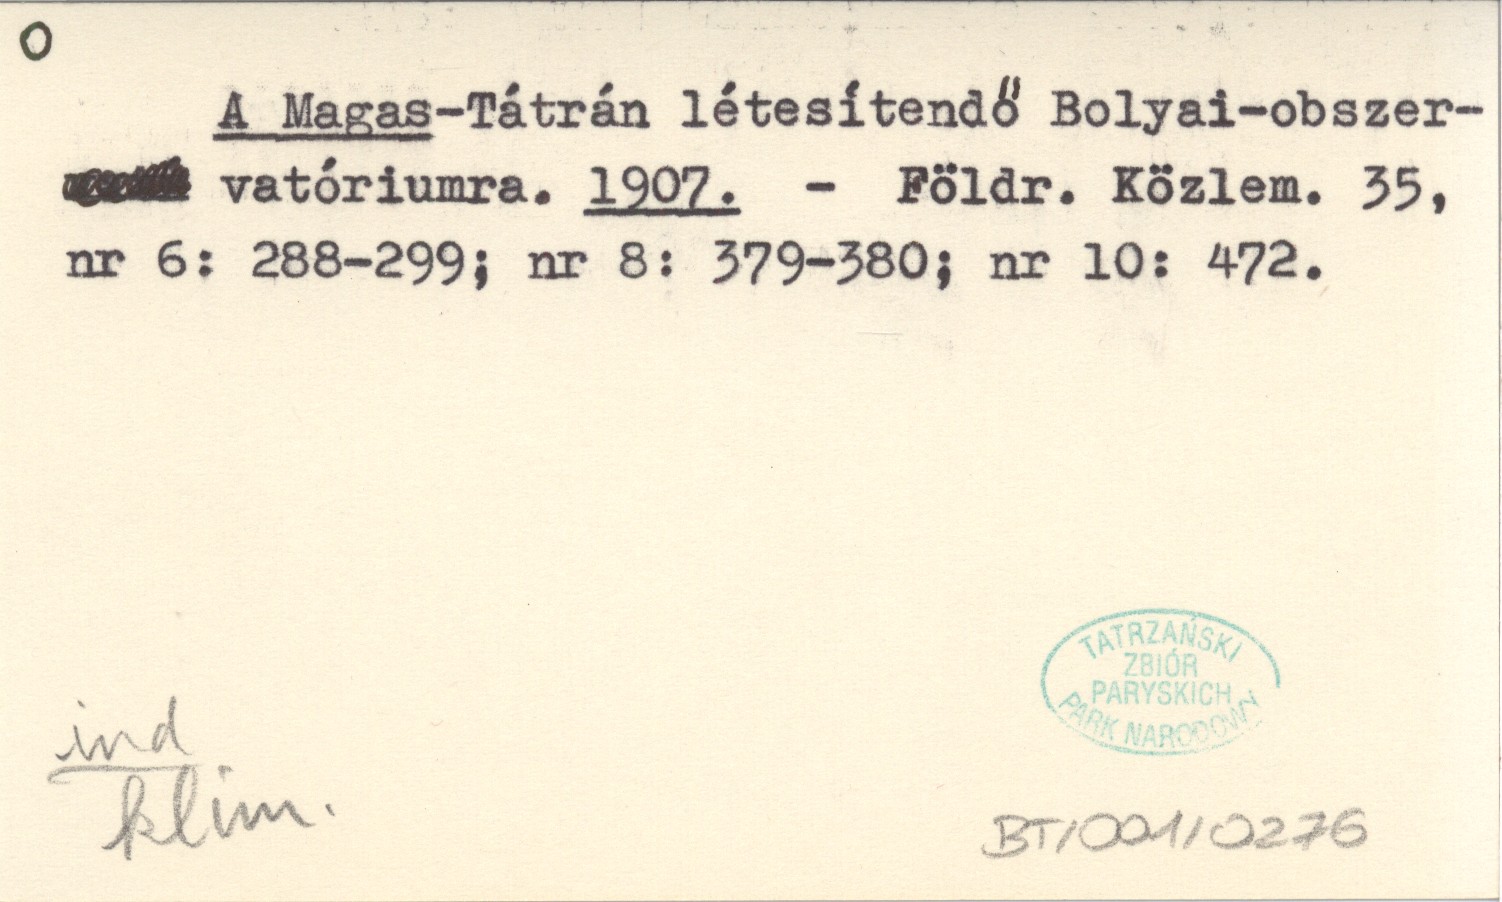 O
A Magas-Tátrán létesítendő Bolyai-obszer-
vatóriumra. 1907. - Földr. Közlem. 35,
nr 6: 288-299; nr 8: 379-380; nr 10: 472.
TATRZAŃSKI
ZBIÓR
PARYSKICH
PARK NARODOWY
ind
klim.
BT/001/0276